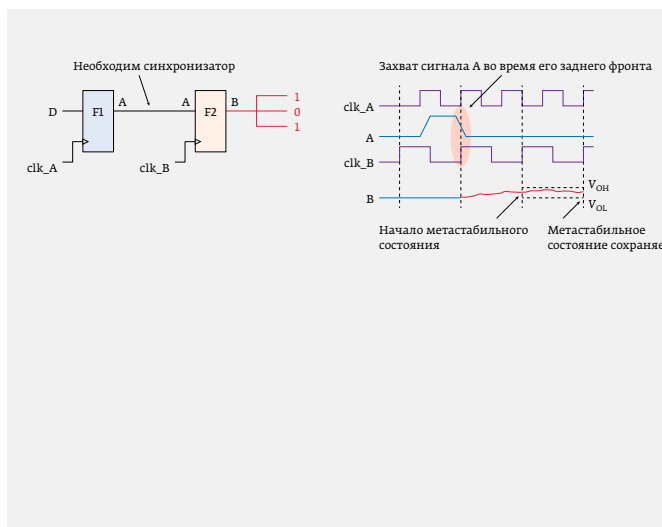 Необходим синхронизатор
D
F1
A
A
F2
B
1
0
1
clk_A
clk_B
Захват сигнала A во время его заднего фронта
clk_A
A
clk_B
B
VOH
VOL
Начало метастабильного
состояния
Метастабильное
состояние сохраняе